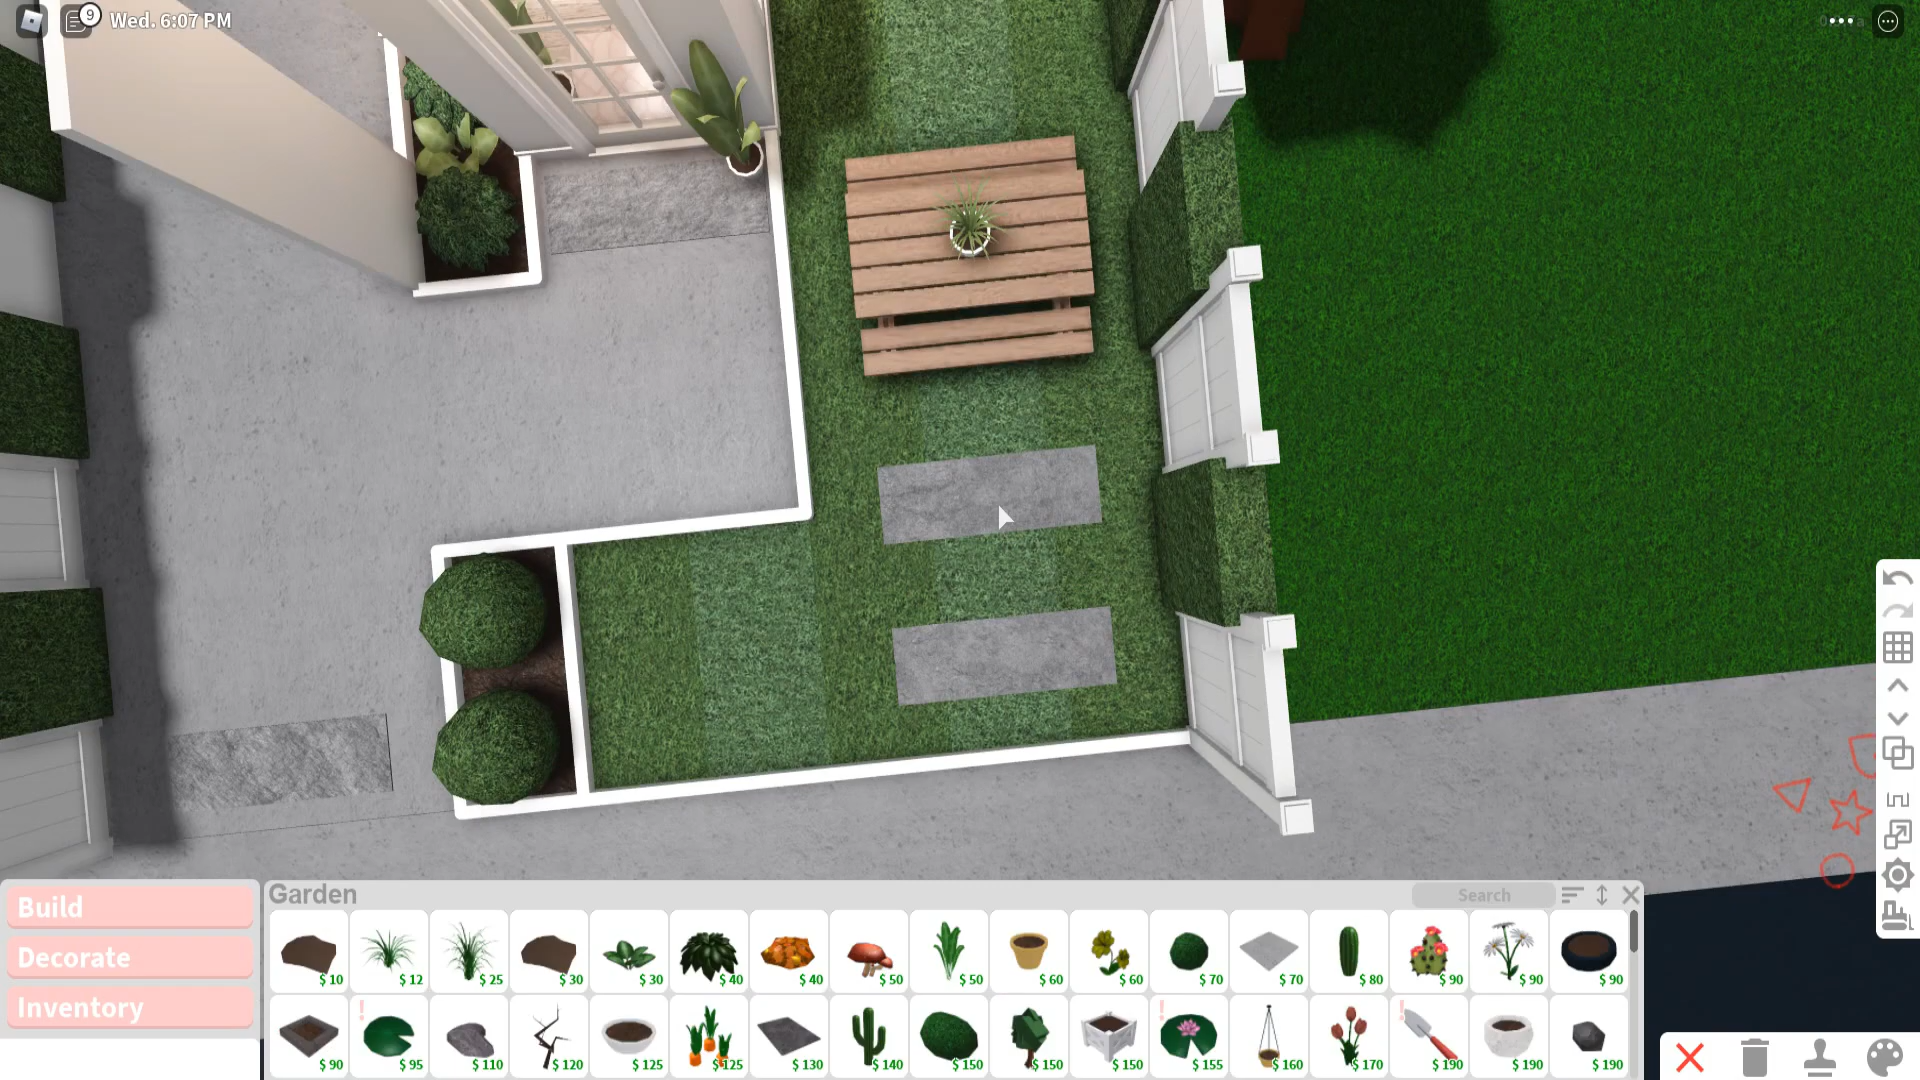 9 Wed. 6:07 PM
Build
Decorate
Inventory
Garden
Search
$ 10 $ 12 $ 25 $ 30 $ 30 $ 40 $ 40 $ 50 $ 50 $ 60 $ 60 $ 70 $ 70 $ 80 $ 90 $ 90 $ 90
$ 90 $ 95 $ 110 $ 120 $ 125 $ 125 $ 130 $ 140 $ 150 $ 150 $ 150 $ 155 $ 160 $ 170 $ 190 $ 190 $ 190